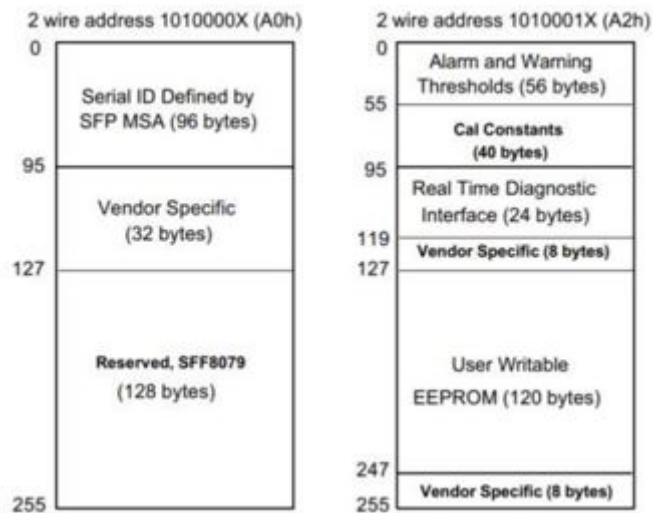 2 wire address 1010000X (A0h)
0
Serial ID Defined by
SFP MSA (96 bytes)
95
Vendor Specific
(32 bytes)
127
Reserved, SFF8079
(128 bytes)
255
2 wire address 1010001X (A2h)
0
Alarm and Warning
Thresholds (56 bytes)
55
Cal Constants
(40 bytes)
95
Real Time Diagnostic
Interface (24 bytes)
119
Vendor Specific (8 bytes)
127
User Writable
EEPROM (120 bytes)
247
Vendor Specific (8 bytes)
255